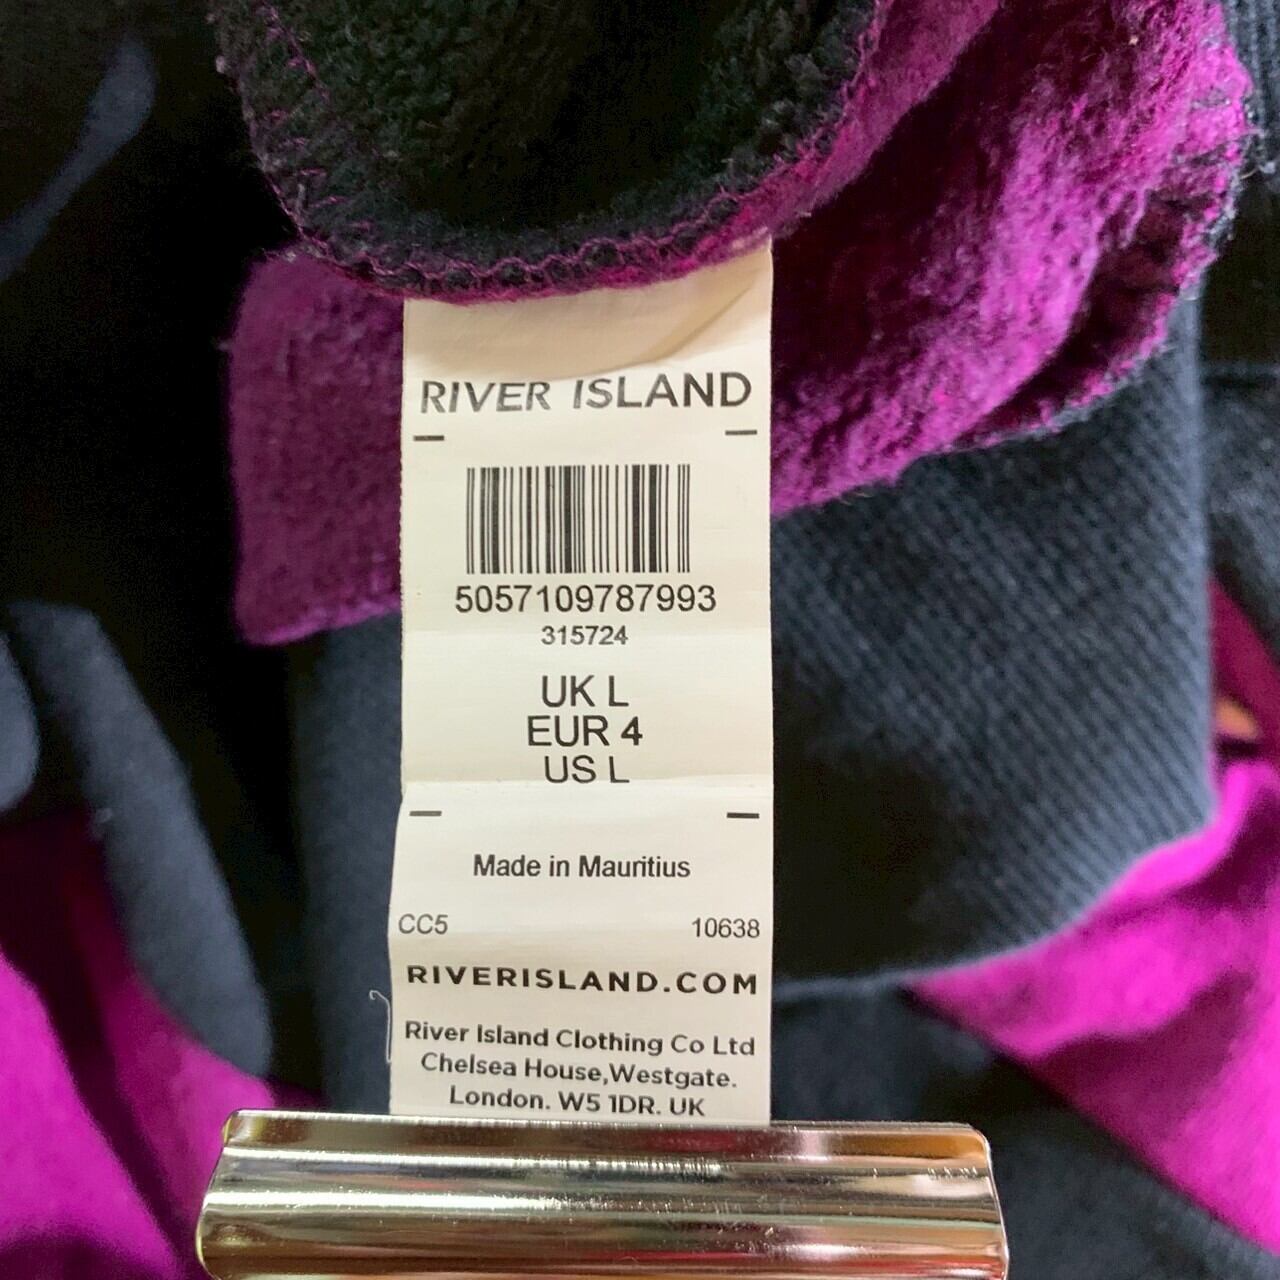 RIVER ISLAND
5057109787993
315724
UK L
EUR 4
US L
Made in Mauritius
CC5 10638
RIVERISLAND.COM
River Island Clothing Co Ltd
Chelsea House,Westgate.
London. W5 1DR. UK